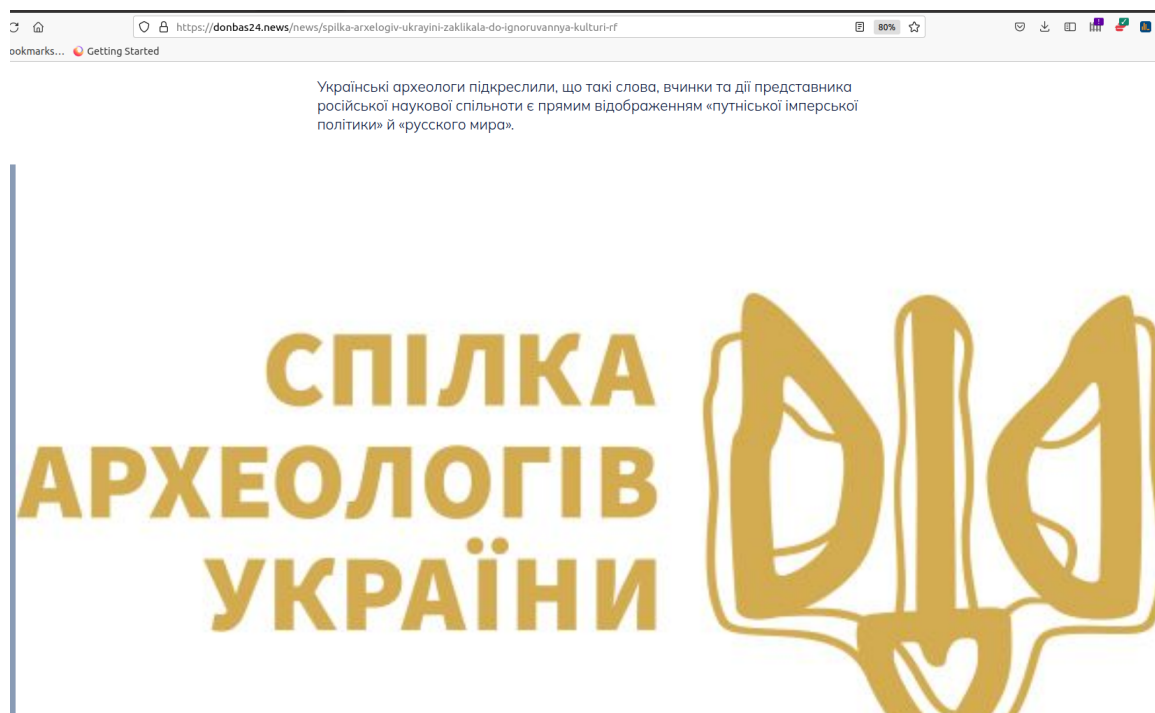 https://donbas24.news/news/spilka-arxelogiv-ukrayini-zaklikala-do-ignoruvannya-kulturi-rf
80%
ookmarks... Getting Started
Українські археологи підкреслили, що такі слова, вчинки та дії представника
російської наукової спільноти є прямим відображенням «путніської імперської
політики» й «русского мира».
СПІЛКА
АРХЕОЛОГІВ
УКРАЇНИ